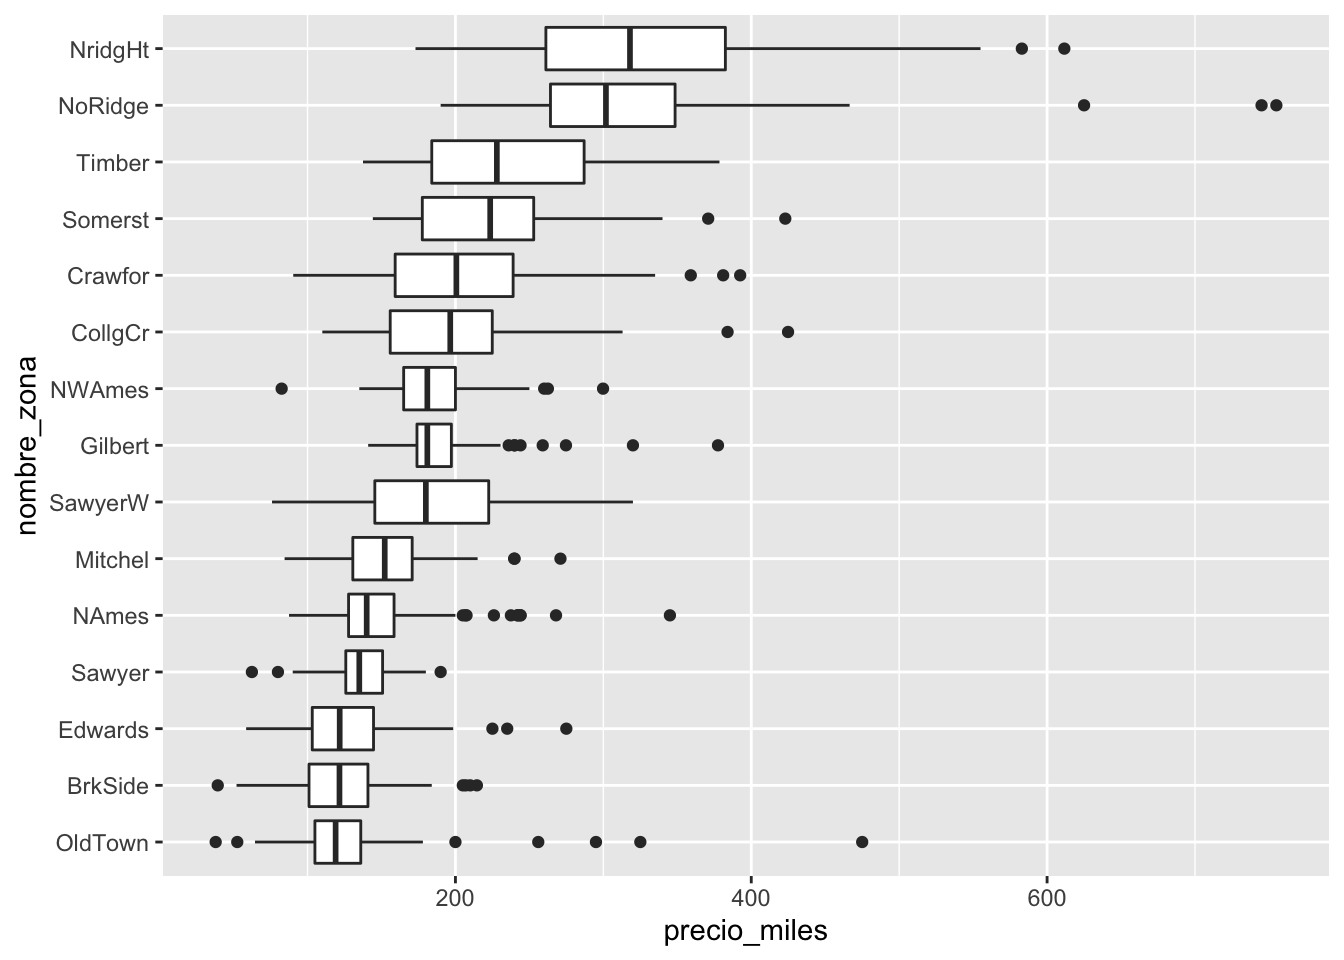 nombre_zona
NridgHt
NoRidge
Timber
Somerst
Crawfor
CollgCr
NWAmes
Gilbert
SawyerW
Mitchel
NAmes
Sawyer
Edwards
BrkSide
OldTown
200 400 600
precio_miles